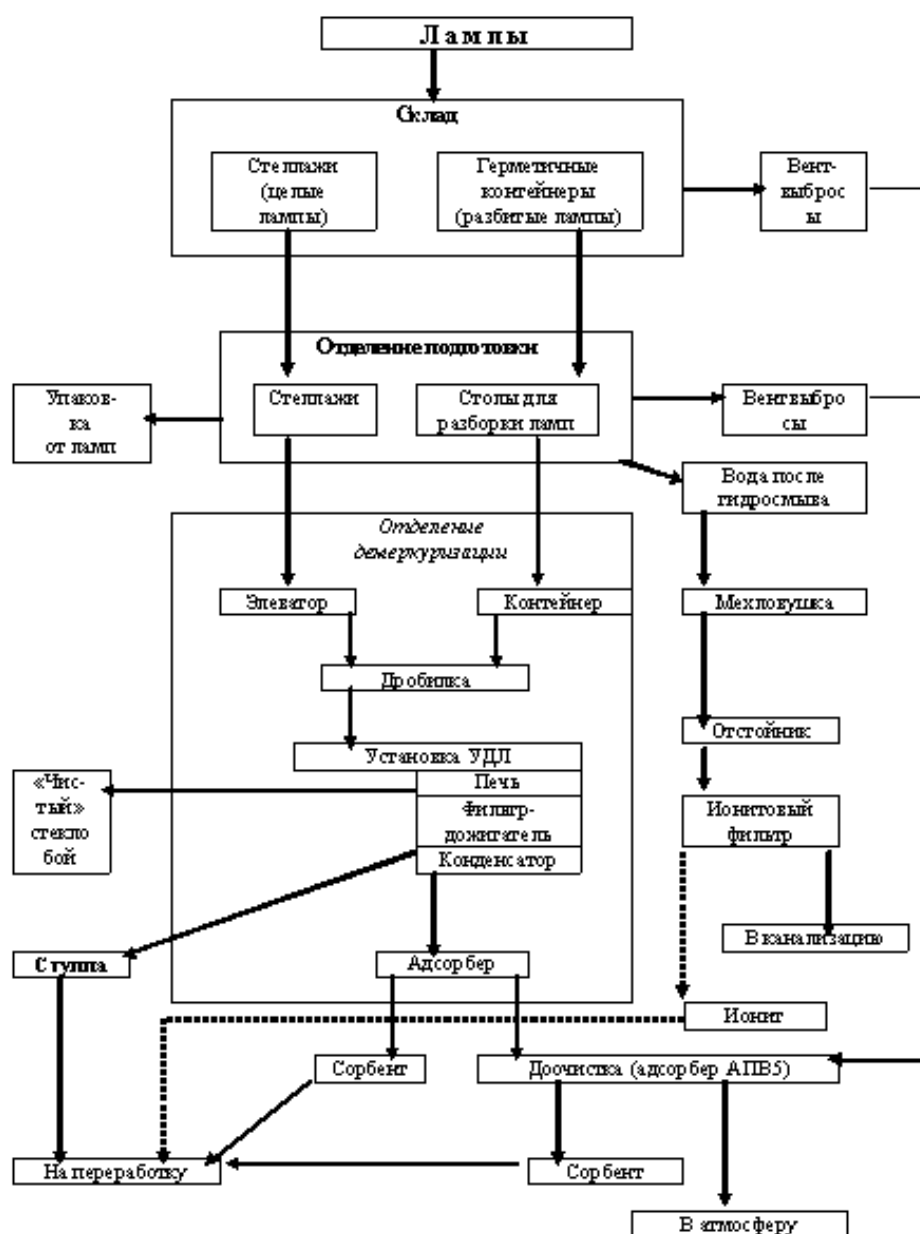 Лампы
Склад
Стеллажи
(целые
лампы)
Герметичные
контейнеры
(разбитые лампы)
Вент-
выброс
ы
Отделение подготовки
Упаков-
ка
от ламп
Стеллажи
Столы для
разборки ламп
Вентвыбро
сы
Вода после
гидросмыва
Отделение
демеркуризации
Элеватор
Контейнер
Мехловушка
Дробилка
Отстойник
Установка УДЛ
«Чис-
тый»
стекло
бой
Печь
Фильтр-
дожигатель
Конденсатор
Ионитовый
фильтр
В канализацию
Ступпа
Адсорбер
Ионит
Сорбент
Доочистка (адсорбер АПВ5)
На переработку
Сорбент
В атмосферу